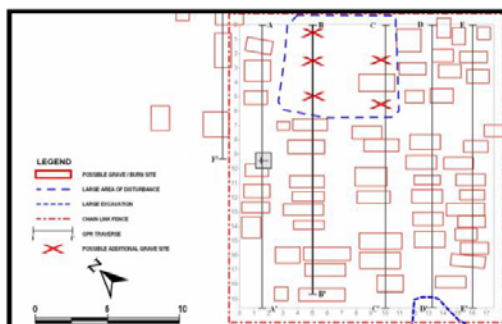 A B C D E
F'
LEGEND
POSSIBLE GRAVE / BURN SITE
LARGE AREA OF DISTURBANCE
LARGE EXCAVATION
CHAIN LINK FENCE
GPR TRAVERSE
POSSIBLE ADDITIONAL GRAVE SITE
N
0 5 10
B'
A' C' D' E'